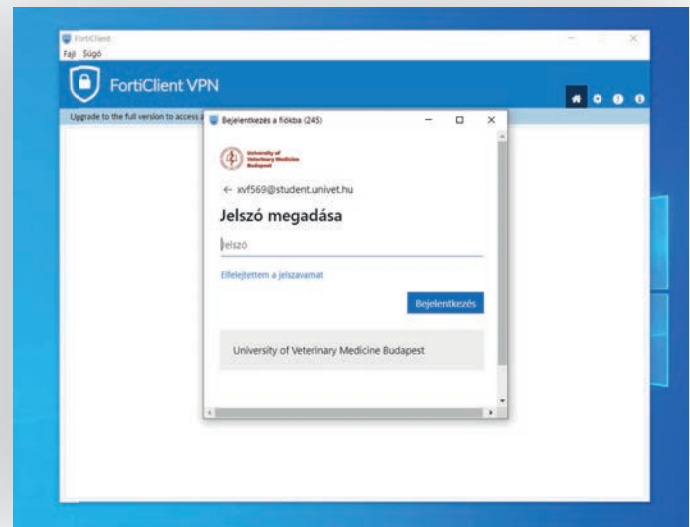 FortiClient
Fájl Súgó
FortiClient VPN
Upgrade to the full version to access a
Bejelentkezés a fiókba (245)
University of
Veterinary Medicine
Budapest
← xvf569@student.univet.hu
Jelszó megadása
Jelszó
Elfelejtettem a jelszavamat
Bejelentkezés
University of Veterinary Medicine Budapest